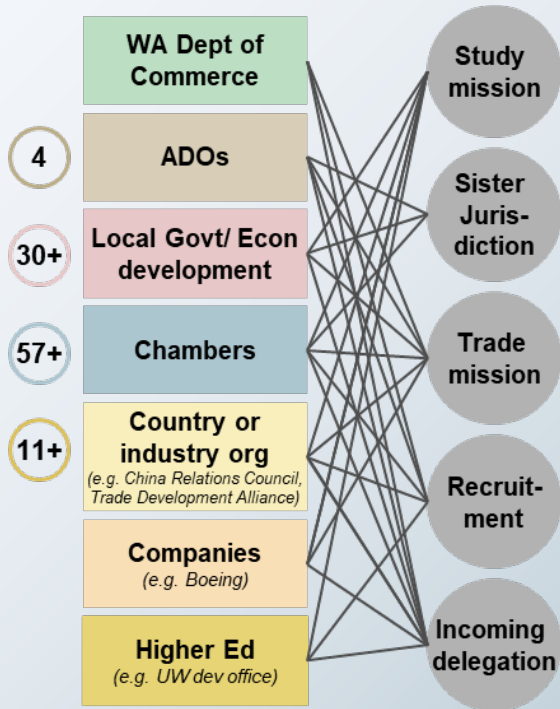 WA Dept of
Commerce
4
ADOs
30+
Local Govt/ Econ
development
57+
Chambers
11+
Country or
industry org
(e.g. China Relations Council,
Trade Development Alliance)
Companies
(e.g. Boeing)
Higher Ed
(e.g. UW dev office)
Study
mission
Sister
Juris-
diction
Trade
mission
Recruit-
ment
Incoming
delegation